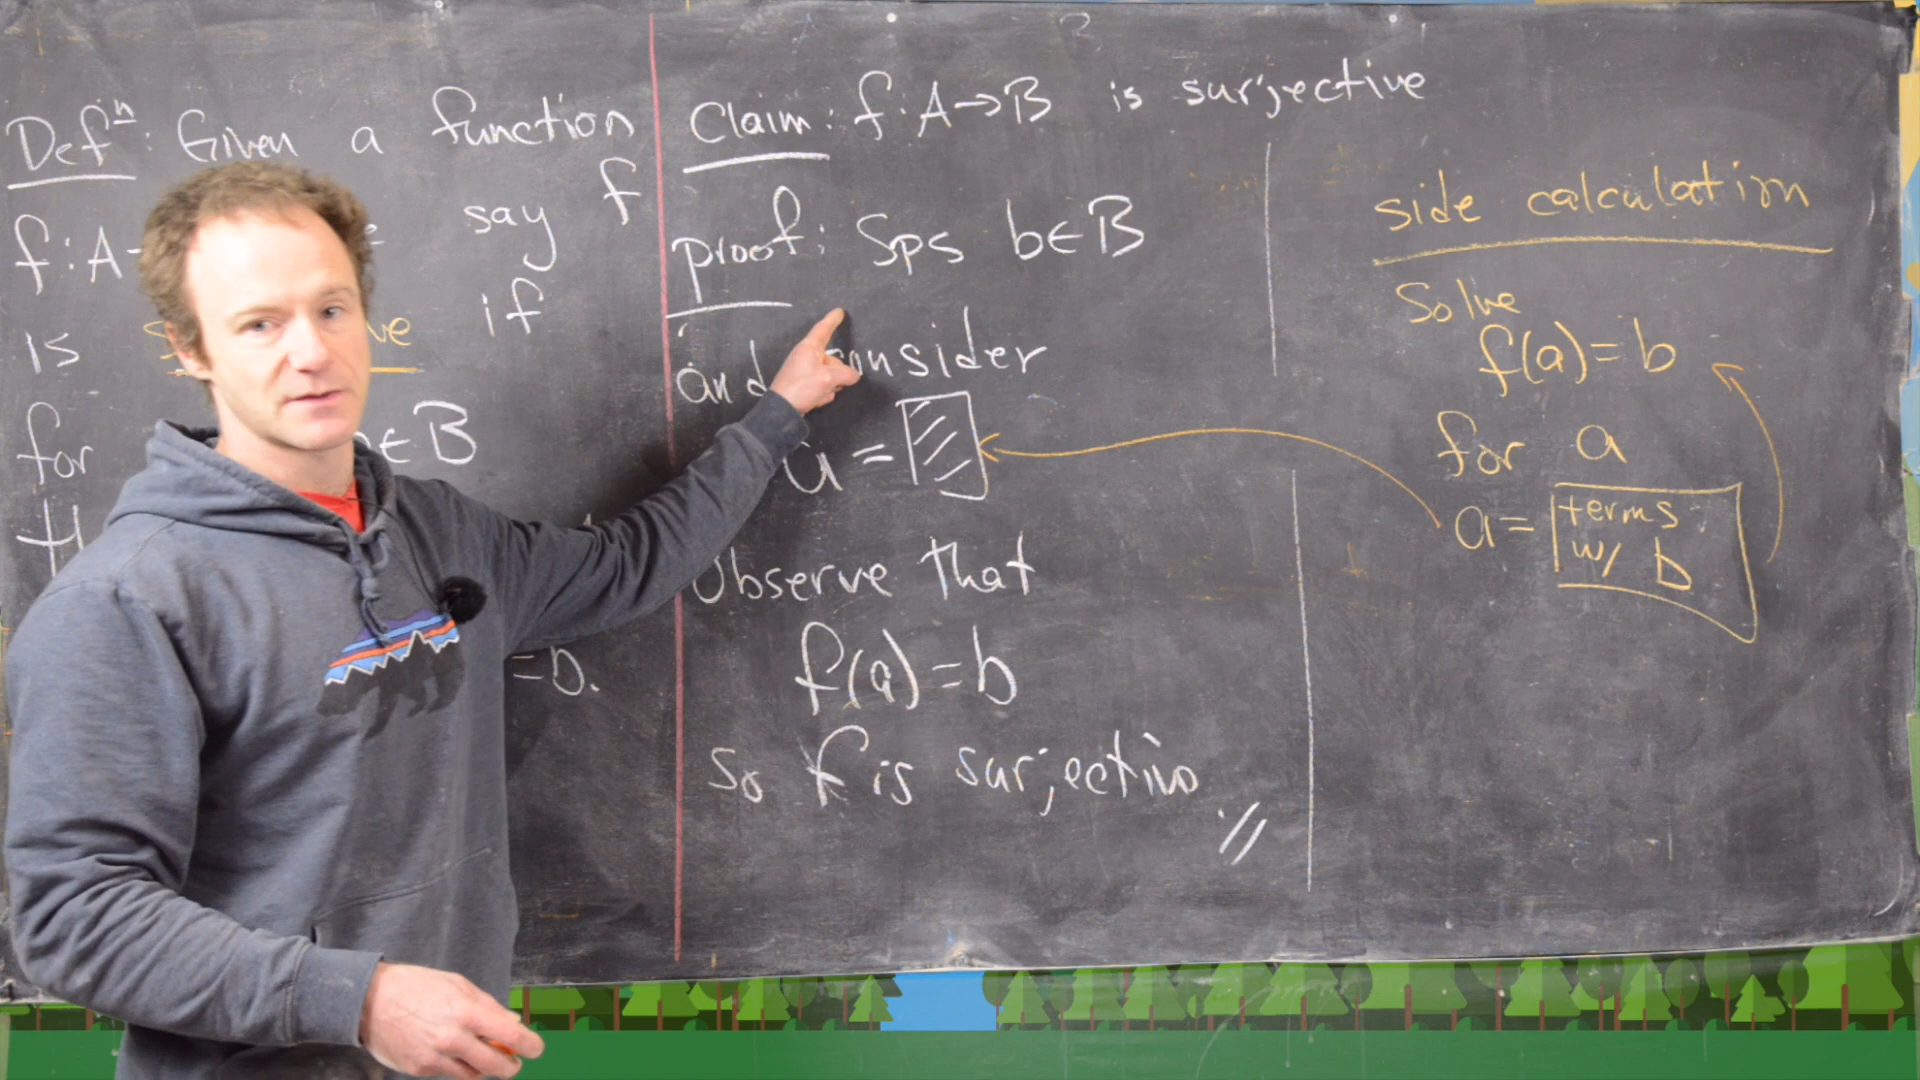 Defⁿ: Given a function
f:A- say f
is ve if
for ∈B
=b.
Claim: f:A→B is surjective
proof: Sps b∈B
and consider
a =
Observe that
f(a)=b
so f is surjective
//
side calculation
Solve
f(a)=b
for a
a= terms
w/ b